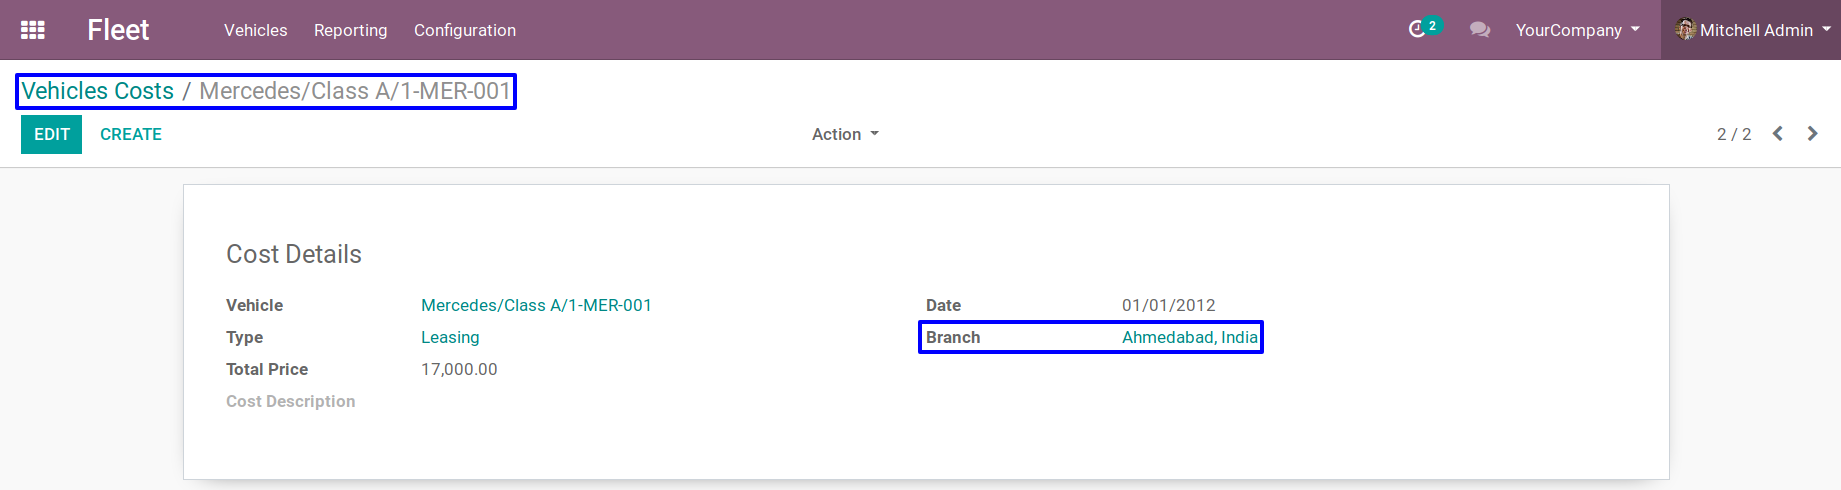 Fleet Vehicles Reporting Configuration 2 YourCompany Mitchell Admin
Vehicles Costs / Mercedes/Class A/1-MER-001
EDIT CREATE Action 2 / 2
Cost Details
Vehicle Mercedes/Class A/1-MER-001 Date 01/01/2012
Type Leasing Branch Ahmedabad, India
Total Price 17,000.00
Cost Description